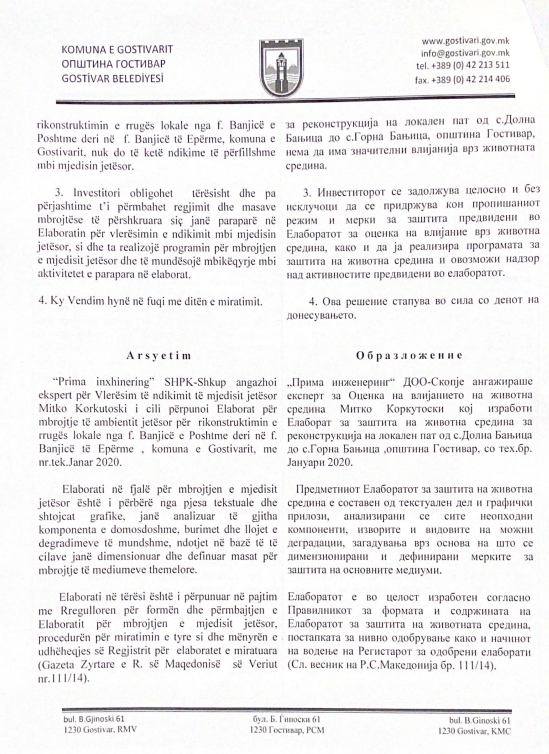 KOMUNA E GOSTIVARIT
ОПШТИНА ГОСТИВАР
GOSTİVAR BELEDİYESİ
www.gostivari.gov.mk
info@gostivari.gov.mk
tel. +389 (0) 42 213 511
fax. +389 (0) 42 214 406
rikonstruktimin e rrugës lokale nga f. Banjicë e
Poshtme deri në f. Banjicë të Epërme, komuna e
Gostivarit, nuk do të ketë ndikime të përfillshme
mbi mjedisin jetësor.
3. Investitori obligohet tërësisht dhe pa
përjashtime t’i përmbahet regjimit dhe masave
mbrojtëse të përshkruara siç janë paraparë në
Elaboratin për vlerësimin e ndikimit mbi mjedisin
jetësor, si dhe ta realizojë programin për mbrojtjen
e mjedisit jetësor dhe të mundësojë mbikëqyrje mbi
aktivitetet e parapara në elaborat.
4. Ky Vendim hynë në fuqi me ditën e miratimit.
Arsyetim
“Prima inxhinering” SHPK-Shkup angazhoi
ekspert për Vlerësim të ndikimit të mjedisit jetësor
Mitko Korkutoski i cili përpunoi Elaborat për
mbrojtje të ambientit jetësor për rikonstruktimin e
rrugës lokale nga f. Banjicë e Poshtme deri në f.
Banjicë të Epërme , komuna e Gostivarit, me
nr.tek.Janar 2020.
Elaborati në fjalë për mbrojtjen e mjedisit
jetësor është i përbërë nga pjesa tekstuale dhe
shtojcat grafike, janë analizuar të gjitha
komponenta e domosdoshme, burimet dhe llojet e
degradimeve të mundshme, ndotjet në bazë të të
cilave janë dimensionuar dhe definuar masat për
mbrojtje të mediumeve themelore.
Elaborati në tërësi është i përpunuar në pajtim
me Rregulloren për formën dhe përmbajtjen e
Elaboratit për mbrojtjen e mjedisit jetësor,
procedurën për miratimin e tyre si dhe mënyrën e
udhëheqjes së Regjistrit për elaboratet e miratuara
(Gazeta Zyrtare e R. së Maqedonisë së Veriut
nr.111/14).
за реконструкција на локален пат од с.Долна
Бањица до с.Горна Бањица, општина Гостивар,
нема да има значителни влијанија врз животната
средина.
3. Инвеститорот се задолжува целосно и без
исклучоци да се придржува кон пропишаниот
режим и мерки за заштита предвидени во
Елаборатот за оценка на влијание врз животна
средина, како и да ја реализира програмата за
заштита на животна средина и овозможи надзор
над активностите предвидени во елаборатот.
4. Ова решение стапува во сила со денот на
донесувањето.
Образложение
„Прима инженеринг“ ДОО-Скопје ангажираше
експерт за Оценка на влијанието на животна
средина Митко Коркутоски кој изработи
Елаборат за заштита на животна средина за
реконструкција на локален пат од с.Долна Бањица
до с.Горна Бањица ,општина Гостивар, со тех.бр.
Јануари 2020.
Предметниот Елаборатот за заштита на животна
средина е составен од текстуален дел и графички
прилози, анализирани се сите неопходни
компоненти, изворите и видовите на можни
деградации, загадувања врз основа на што се
димензионирани и дефинирани мерките за
заштита на основните медиуми.
Елаборатот е во целост изработен согласно
Правилникот за формата и содржината на
Елаборатот за заштита на животната средина,
постапката за нивно одобрување како и начинот
на водење на Регистарот за одобрени елаборати
(Сл. весник на Р.С.Македонија бр. 111/14).
bul. B.Gjinoski 61
1230 Gostivar, RMV
бул. Б. Гиноски 61
1230 Гостивар, РСМ
bul. B.Ginoski 61
1230 Gostivar, KMC